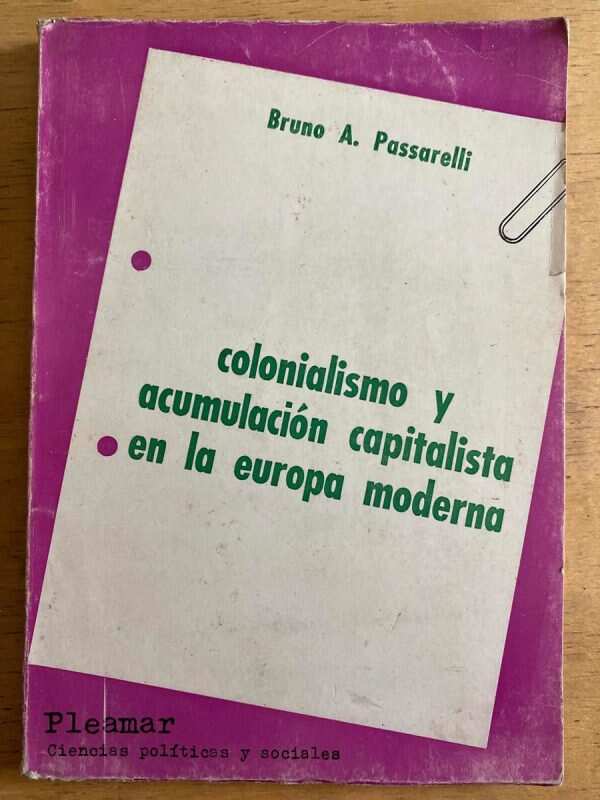 Bruno A. Passarelli
colonialismo y
acumulación capitalista
en la europa moderna
Pleamar
Ciencias políticas y sociales